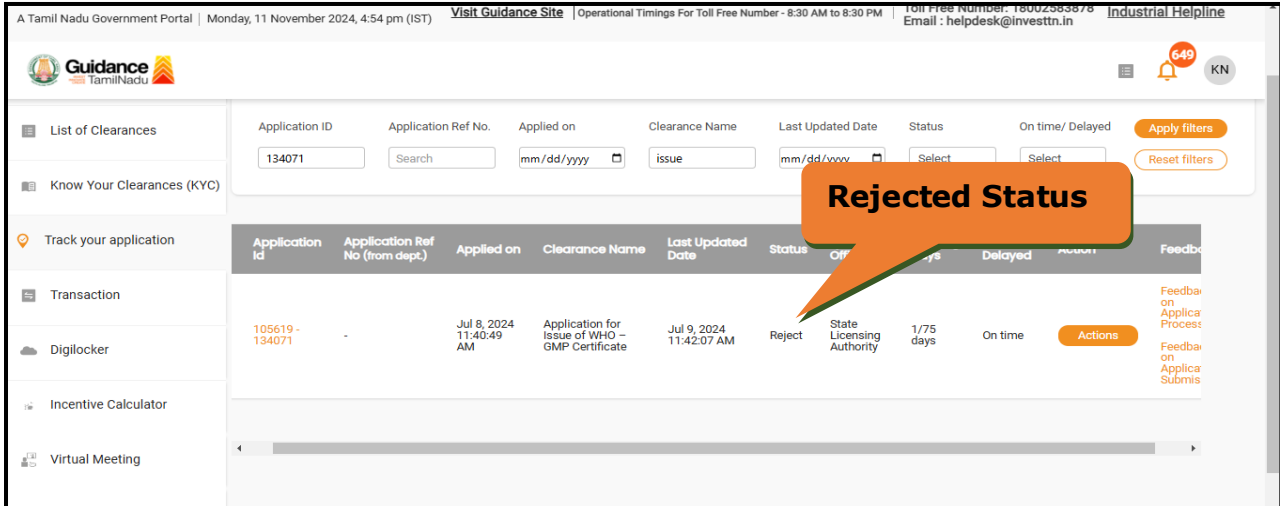 A Tamil Nadu Government Portal | Monday, 11 November 2024, 4:54 pm (IST) Visit Guidance Site | Operational Timings For Toll Free Number - 8:30 AM to 8:30 PM | Toll Free Number: 18002583878 Industrial Helpline
Email : helpdesk@investtn.in
Guidance
TamilNadu
649
KN
List of Clearances
Know Your Clearances (KYC)
Track your application
Transaction
Digilocker
Incentive Calculator
Virtual Meeting
Application ID Application Ref No. Applied on Clearance Name Last Updated Date Status On time/ Delayed Apply filters
134071 Search mm/dd/yyyy issue mm/dd/yyyy Select Select Reset filters
Rejected Status
Application Application Ref Applied on Clearance Name Last Updated Status Delayed Action
Id No (from dept.) Date
105619 - - Jul 8, 2024 Application for Jul 9, 2024 Reject State 1/75 On time Actions
134071 11:40:49 Issue of WHO – 11:42:07 AM Licensing days
AM GMP Certificate Authority
on
on